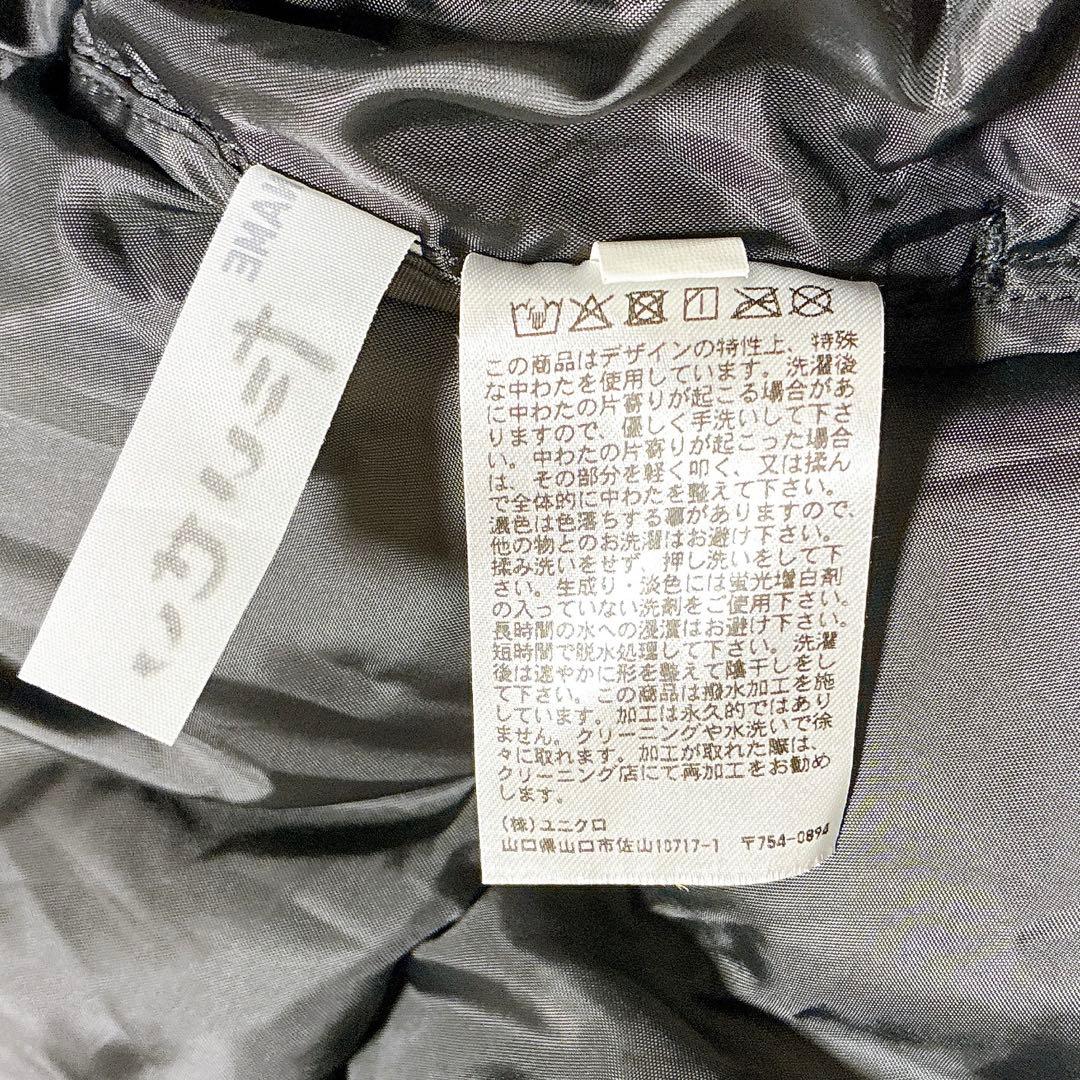 NAME
この商品はデザインの特性上、特殊
な中わたを使用しています。洗濯後
に中わたの片寄りが起こる場合があ
りますので、優しく手洗いして下さ
い。中わたの片寄りが起こった場合
は、その部分を軽く叩く、又は揉ん
で全体的に中わたを整えて下さい。
濃色は色落ちする事がありますので、
他の物とのお洗濯はお避け下さい。
揉み洗いをせず 押し洗いをして下
さい。生成り・淡色には蛍光増白剤
の入っていない洗剤をご使用下さい。
長時間の水への浸漬はお避け下さい。
短時間で脱水処理して下さい。洗濯
後は速やかに形を整えて陰干しをし
て下さい。この商品は撥水加工を施
しています。加工は永久的ではあり
ません。クリーニングや水洗いで徐
々に取れます。加工が取れた際は、
クリーニング店にて再加工をお勧め
します。
(株)ユニクロ
山口県山口市佐山10717-1 〒754-0894